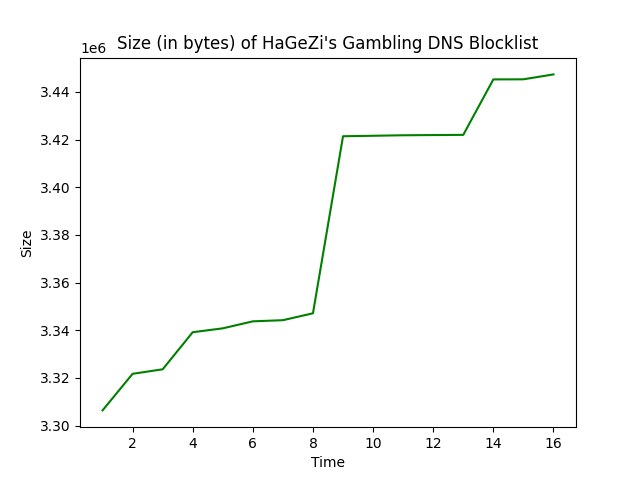 Size (in bytes) of HaGeZi's Gambling DNS Blocklist
1e6
3.44
3.42
3.40
3.38
3.36
3.34
3.32
3.30
Size
2 4 6 8 10 12 14 16
Time